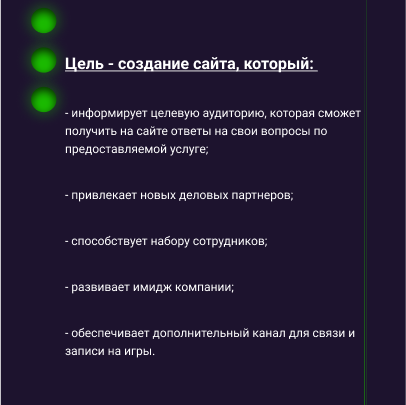 Цель - создание сайта, который:
- информирует целевую аудиторию, которая сможет
получить на сайте ответы на свои вопросы по
предоставляемой услуге;
- привлекает новых деловых партнеров;
- способствует набору сотрудников;
- развивает имидж компании;
- обеспечивает дополнительный канал для связи и
записи на игры.